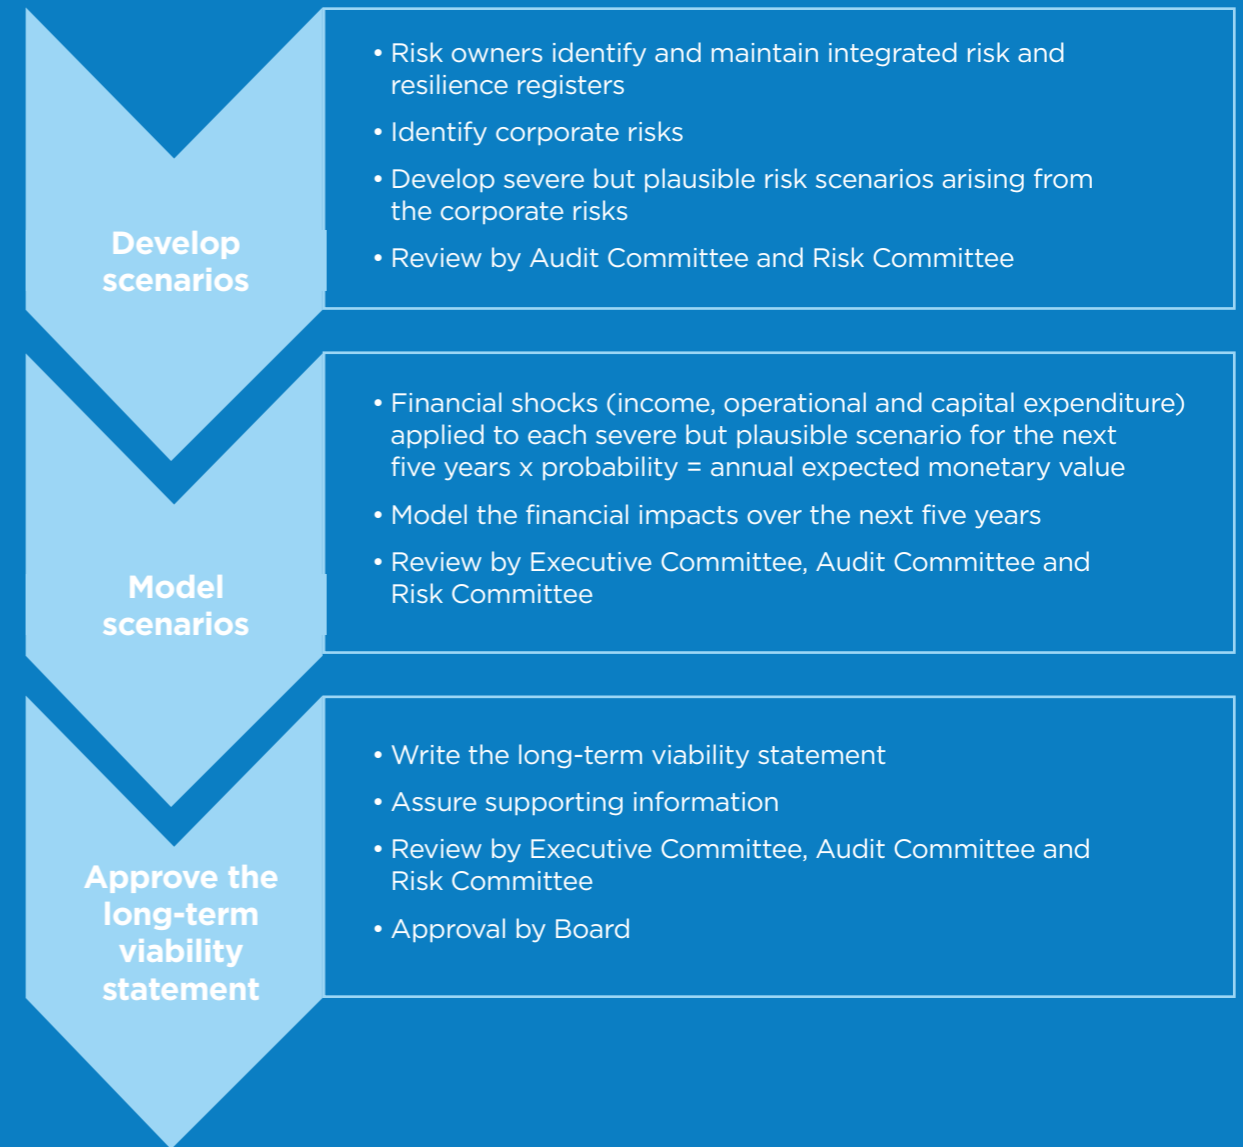 Develop
scenarios
• Risk owners identify and maintain integrated risk and
resilience registers
• Identify corporate risks
• Develop severe but plausible risk scenarios arising from
the corporate risks
• Review by Audit Committee and Risk Committee
Model
scenarios
• Financial shocks (income, operational and capital expenditure)
applied to each severe but plausible scenario for the next
five years x probability = annual expected monetary value
• Model the financial impacts over the next five years
• Review by Executive Committee, Audit Committee and
Risk Committee
Approve the
long-term
viability
statement
• Write the long-term viability statement
• Assure supporting information
• Review by Executive Committee, Audit Committee and
Risk Committee
• Approval by Board